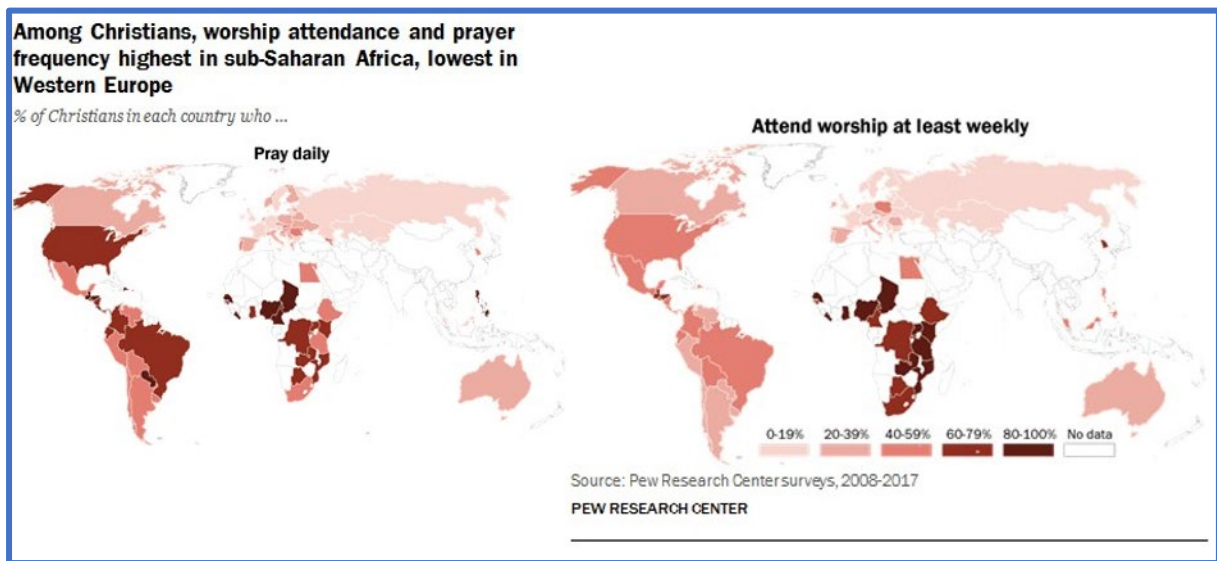 Among Christians, worship attendance and prayer
frequency highest in sub-Saharan Africa, lowest in
Western Europe
% of Christians in each country who ...
Pray daily
Attend worship at least weekly
0-19% 20-39% 40-59% 60-79% 80-100% No data
Source: Pew Research Center surveys, 2008-2017
PEW RESEARCH CENTER